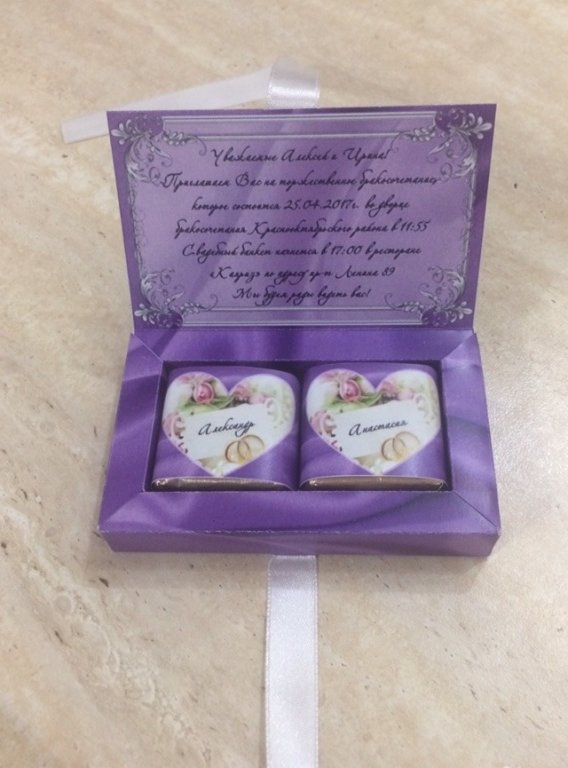 Уважаемые Алексей и Ирина!
Приглашаем Вас на торжественное бракосочетание,
которое состоится 25.04.2017г. во дворце
бракосочетания Краснооктябрьского района в 11:55
Свадебный банкет начнется в 17:00 в ресторане
по адресу пр-т Ленина 89
Мы будем рады видеть вас!
Александр
Анастасия